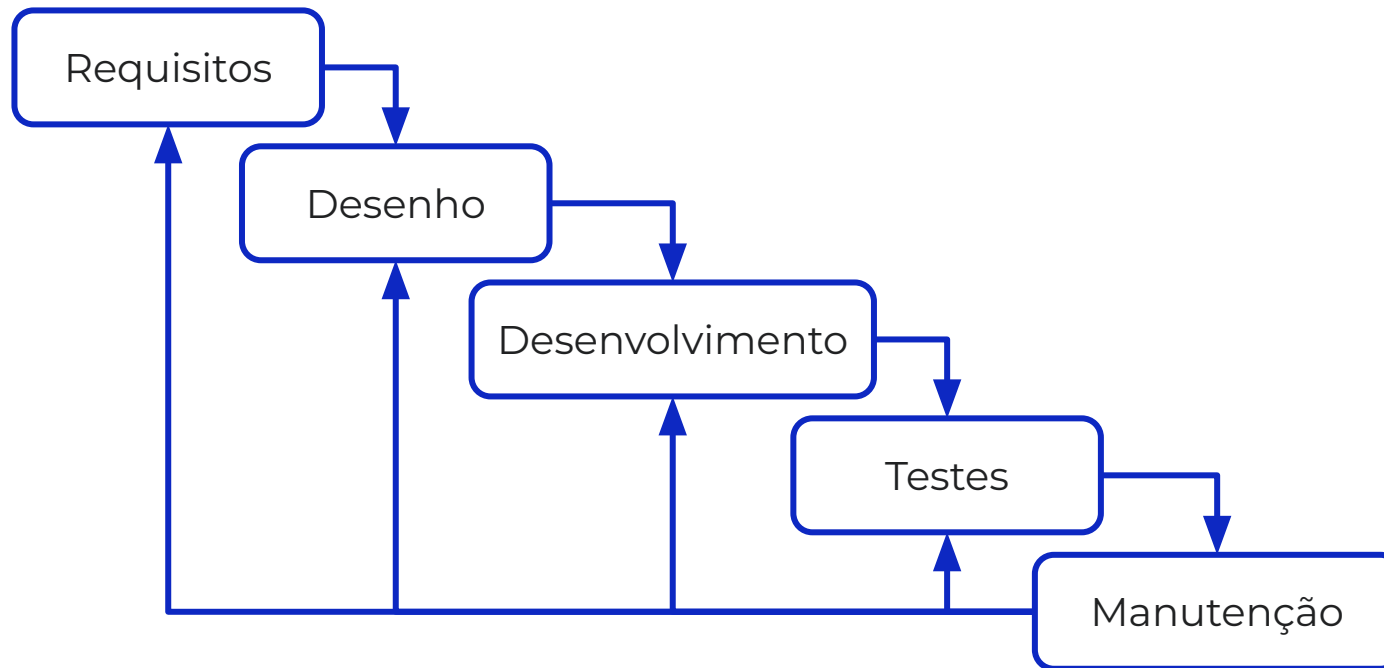 Requisitos
Desenho
Desenvolvimento
Testes
Manutenção